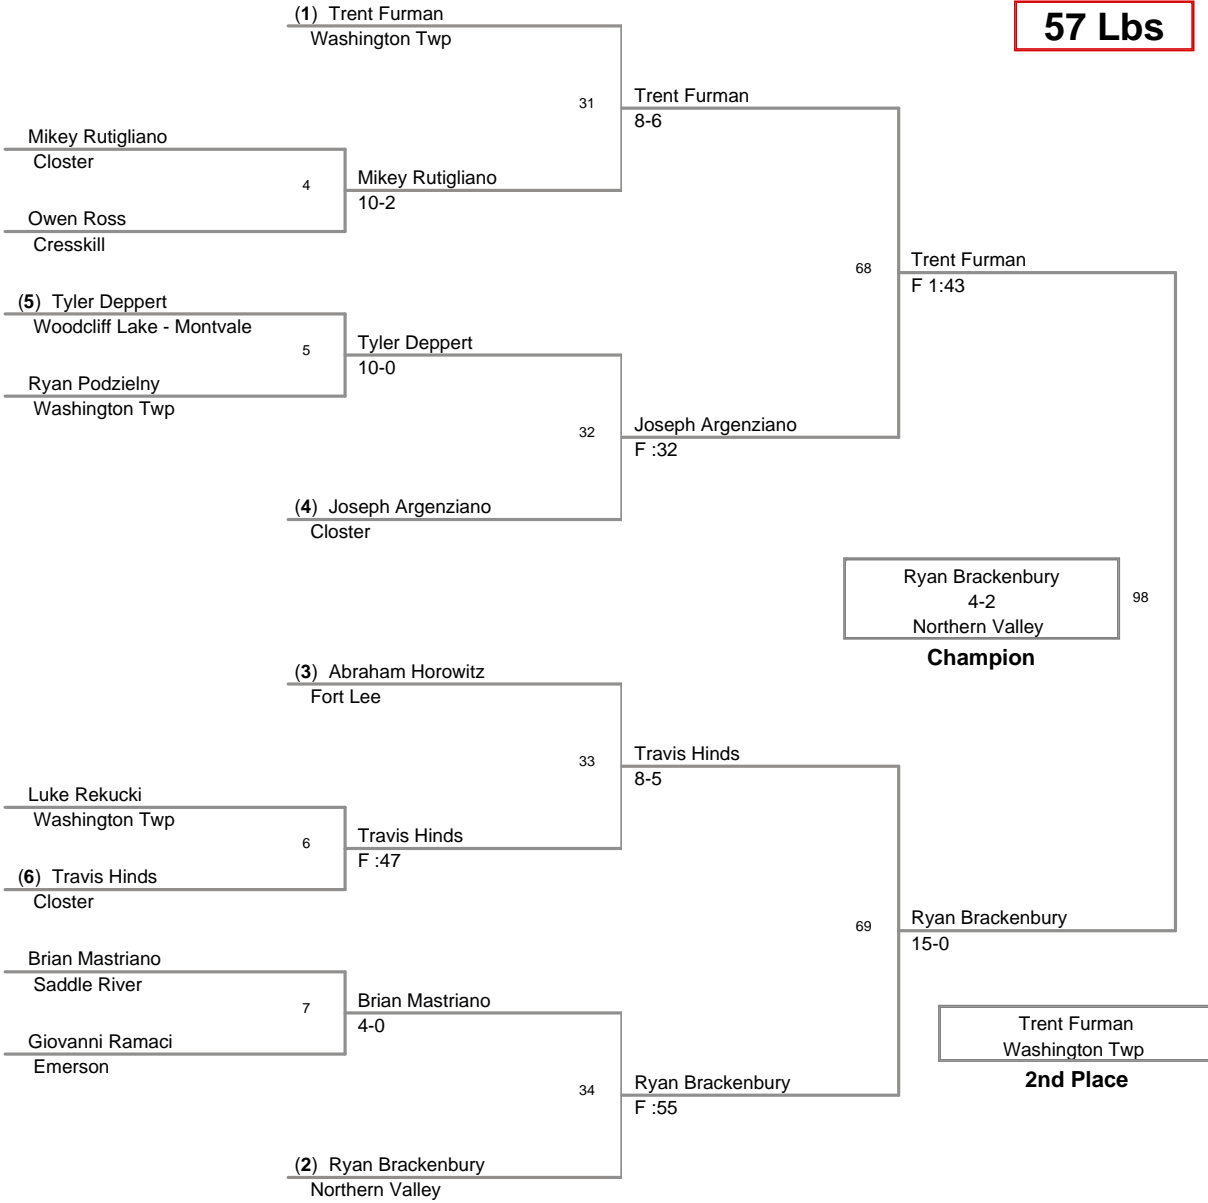 (1) Trent Furman
Washington Twp
57 Lbs
31
Trent Furman
8-6
Mikey Rutigliano
Closter
4
Mikey Rutigliano
10-2
Owen Ross
Cresskill
68
Trent Furman
F 1:43
(5) Tyler Deppert
Woodcliff Lake - Montvale
5
Tyler Deppert
10-0
Ryan Podzielny
Washington Twp
32
Joseph Argenziano
F :32
(4) Joseph Argenziano
Closter
Ryan Brackenbury
4-2
Northern Valley
98
Champion
(3) Abraham Horowitz
Fort Lee
33
Travis Hinds
8-5
Luke Rekucki
Washington Twp
6
Travis Hinds
F :47
(6) Travis Hinds
Closter
69
Ryan Brackenbury
15-0
Brian Mastriano
Saddle River
7
Brian Mastriano
4-0
Giovanni Ramaci
Emerson
Trent Furman
Washington Twp
2nd Place
34
Ryan Brackenbury
F :55
(2) Ryan Brackenbury
Northern Valley